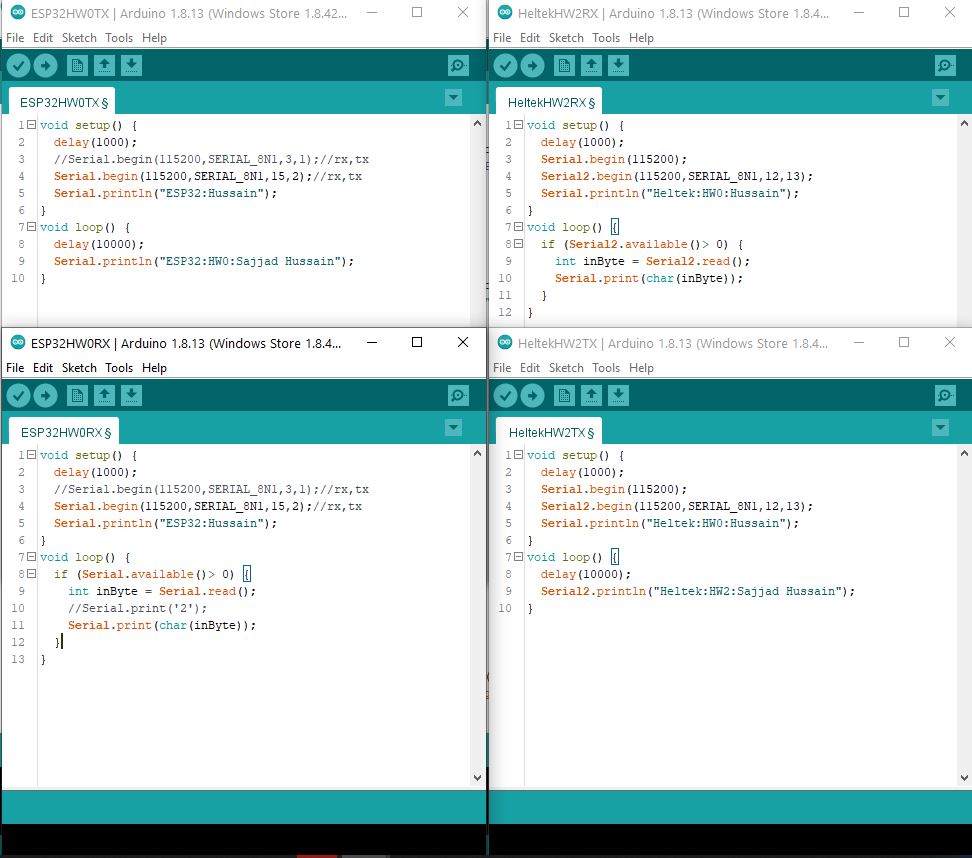 ESP32HW0TX | Arduino 1.8.13 (Windows Store 1.8.42...
File Edit Sketch Tools Help
ESP32HW0TX §
1 void setup() {
2 delay(1000);
3 //Serial.begin(115200,SERIAL_8N1,3,1);//rx,tx
4 Serial.begin(115200,SERIAL_8N1,15,2);//rx,tx
5 Serial.println("ESP32:Hussain");
6 }
7 void loop() {
8 delay(10000);
9 Serial.println("ESP32:HW0:Sajjad Hussain");
10 }
HeltekHW2RX | Arduino 1.8.13 (Windows Store 1.8.4...
File Edit Sketch Tools Help
HeltekHW2RX §
1 void setup() {
2 delay(1000);
3 Serial.begin(115200);
4 Serial2.begin(115200,SERIAL_8N1,12,13);
5 Serial.println("Heltek:HW0:Hussain");
6 }
7 void loop() {
8 if (Serial2.available()> 0) {
9 int inByte = Serial2.read();
10 Serial.print(char(inByte));
11 }
12 }
ESP32HW0RX | Arduino 1.8.13 (Windows Store 1.8.4...
File Edit Sketch Tools Help
ESP32HW0RX §
1 void setup() {
2 delay(1000);
3 //Serial.begin(115200,SERIAL_8N1,3,1);//rx,tx
4 Serial.begin(115200,SERIAL_8N1,15,2);//rx,tx
5 Serial.println("ESP32:Hussain");
6 }
7 void loop() {
8 if (Serial.available()> 0) {
9 int inByte = Serial.read();
10 //Serial.print('2');
11 Serial.print(char(inByte));
12 }
13 }
HeltekHW2TX | Arduino 1.8.13 (Windows Store 1.8.4...
File Edit Sketch Tools Help
HeltekHW2TX §
1 void setup() {
2 delay(1000);
3 Serial.begin(115200);
4 Serial2.begin(115200,SERIAL_8N1,12,13);
5 Serial.println("Heltek:HW0:Hussain");
6 }
7 void loop() {
8 delay(10000);
9 Serial2.println("Heltek:HW2:Sajjad Hussain");
10 }